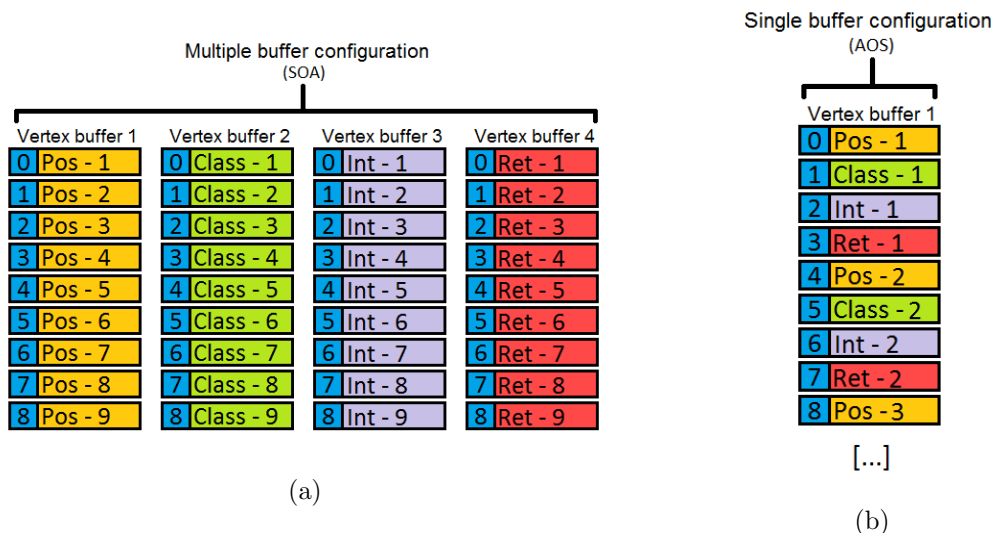 Multiple buffer configuration
(SOA)
Vertex buffer 1 Vertex buffer 2 Vertex buffer 3 Vertex buffer 4
0 Pos - 1 0 Class - 1 0 Int - 1 0 Ret - 1
1 Pos - 2 1 Class - 2 1 Int - 2 1 Ret - 2
2 Pos - 3 2 Class - 3 2 Int - 3 2 Ret - 3
3 Pos - 4 3 Class - 4 3 Int - 4 3 Ret - 4
4 Pos - 5 4 Class - 5 4 Int - 5 4 Ret - 5
5 Pos - 6 5 Class - 6 5 Int - 6 5 Ret - 6
6 Pos - 7 6 Class - 7 6 Int - 7 6 Ret - 7
7 Pos - 8 7 Class - 8 7 Int - 8 7 Ret - 8
8 Pos - 9 8 Class - 9 8 Int - 9 8 Ret - 9
(a)
Single buffer configuration
(AOS)
Vertex buffer 1
0 Pos - 1
1 Class - 1
2 Int - 1
3 Ret - 1
4 Pos - 2
5 Class - 2
6 Int - 2
7 Ret - 2
8 Pos - 3
[...]
(b)